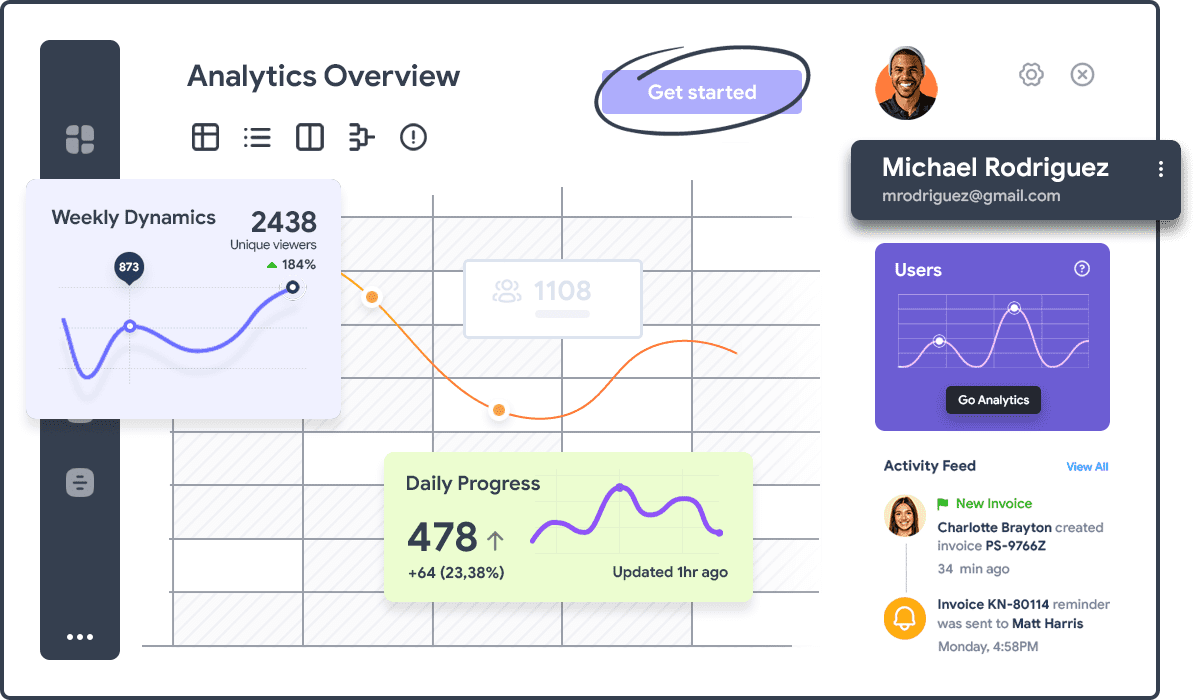 Analytics Overview
Get started
Weekly Dynamics
2438
Unique viewers
184%
873
1108
Daily Progress
478
+64 (23,38%)
Updated 1hr ago
Michael Rodriguez
mrodriguez@gmail.com
Users
Go Analytics
Activity Feed
View All
New Invoice
Charlotte Brayton created
invoice PS-9766Z
34 min ago
Invoice KN-80114 reminder
was sent to Matt Harris
Monday, 4:58PM